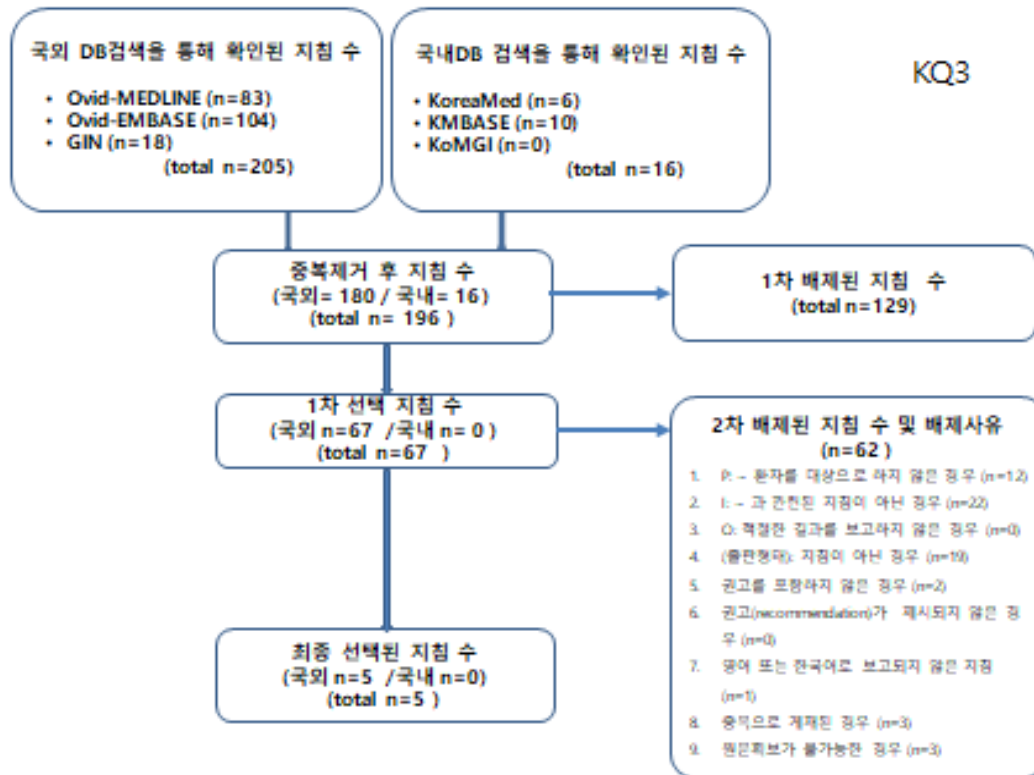 국외 DB검색을 통해 확인된 지침 수
• Ovid-MEDLINE (n=83)
• Ovid-EMBASE (n=104)
• GIN (n=18)
(total n=205)
국내DB 검색을 통해 확인된 지침 수
• KoreaMed (n=6)
• KMBASE (n=10)
• KoMGI (n=0)
(total n=16)
KQ3
중복제거 후 지침 수
(국외= 180 / 국내= 16)
(total n= 196 )
1차 배제된 지침 수
(total n=129)
1차 선택 지침 수
(국외 n=67 /국내 n= 0 )
(total n=67 )
2차 배제된 지침 수 및 배제사유
(n=62 )
1. P: ~ 환자를 대상으로 하지 않은 경우 (n=12)
2. I: ~ 과 관련된 지침이 아닌 경우 (n=22)
3. O: 적절한 결과를 보고하지 않은 경우 (n=0)
4. (출판형태): 지침이 아닌 경우 (n=19)
5. 권고를 포함하지 않은 경우 (n=2)
6. 권고(recommendation)가 제시되지 않은 경
우 (n=0)
7. 영어 또는 한국어로 보고되지 않은 지침
(n=1)
8. 중복으로 게재된 경우 (n=3)
9. 원문확보가 불가능한 경우 (n=3)
최종 선택된 지침 수
(국외 n=5 /국내 n=0)
(total n=5 )